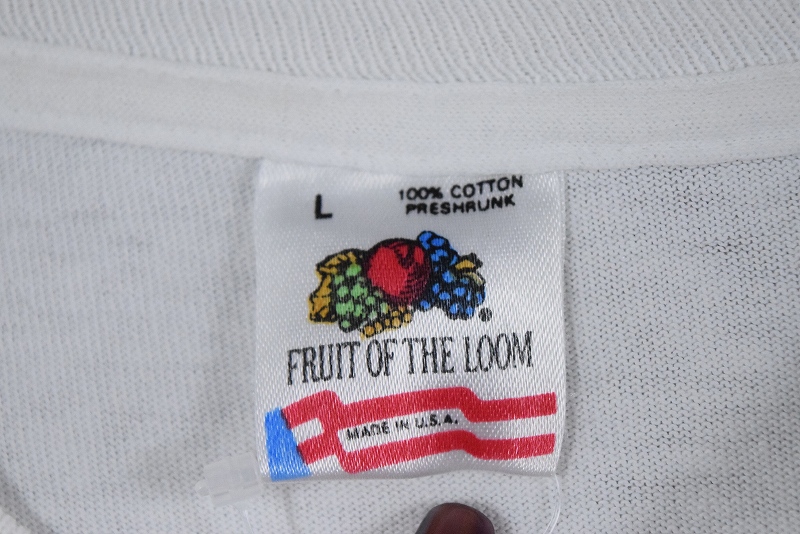 L
100% COTTON
PRESHRUNK
FRUIT OF THE LOOM
MADE IN U.S.A.